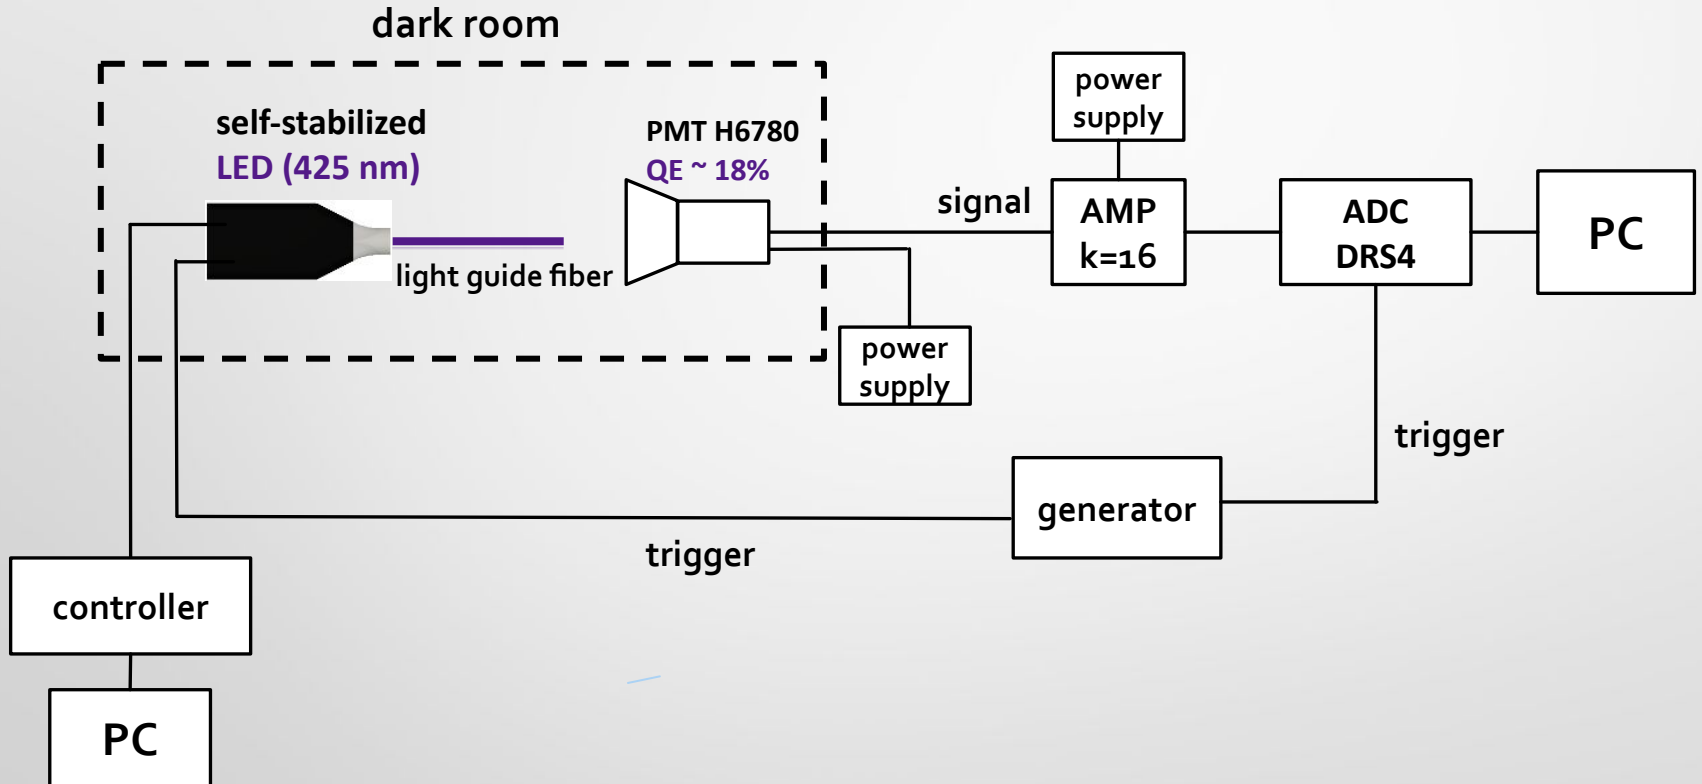 dark room
self-stabilized
LED (425 nm)
PMT H6780
QE ~ 18%
light guide fiber
signal
power
supply
AMP
k=16
ADC
DRS4
PC
power
supply
trigger
generator
trigger
controller
PC